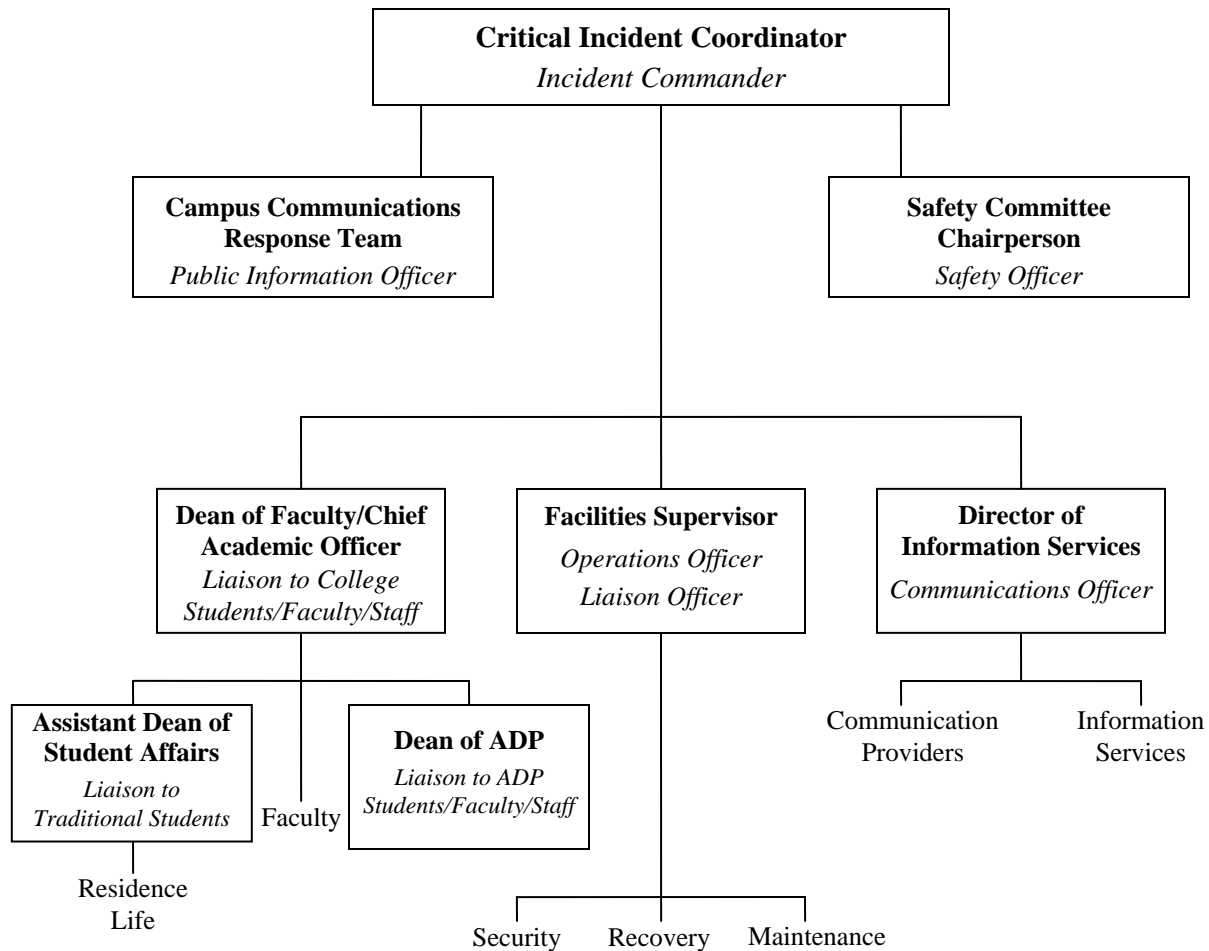 Critical Incident Coordinator
Incident Commander
Campus Communications
Response Team
Public Information Officer
Safety Committee
Chairperson
Safety Officer
Dean of Faculty/Chief
Academic Officer
Liaison to College
Students/Faculty/Staff
Facilities Supervisor
Operations Officer
Liaison Officer
Director of
Information Services
Communications Officer
Assistant Dean of
Student Affairs
Liaison to
Traditional Students
Faculty
Dean of ADP
Liaison to ADP
Students/Faculty/Staff
Communication
Providers
Information
Services
Residence
Life
Security
Recovery
Maintenance